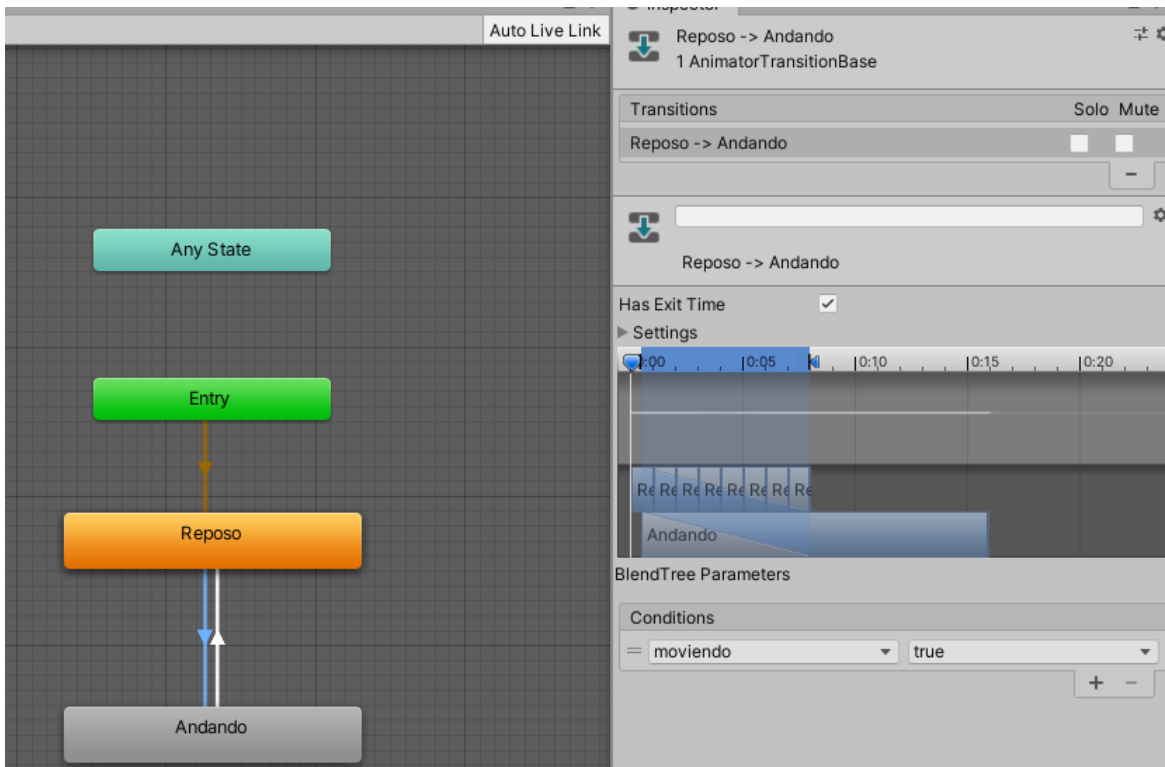 Auto Live Link
Inspector
Reposo -> Andando
1 AnimatorTransitionBase
Transitions
Solo Mute
Reposo -> Andando
Reposo -> Andando
Has Exit Time
Settings
0:00 0:05 0:10 0:15 0:20
Re Re Re Re Re Re Re Re
Andando
BlendTree Parameters
Conditions
moviendo
true
Any State
Entry
Reposo
Andando